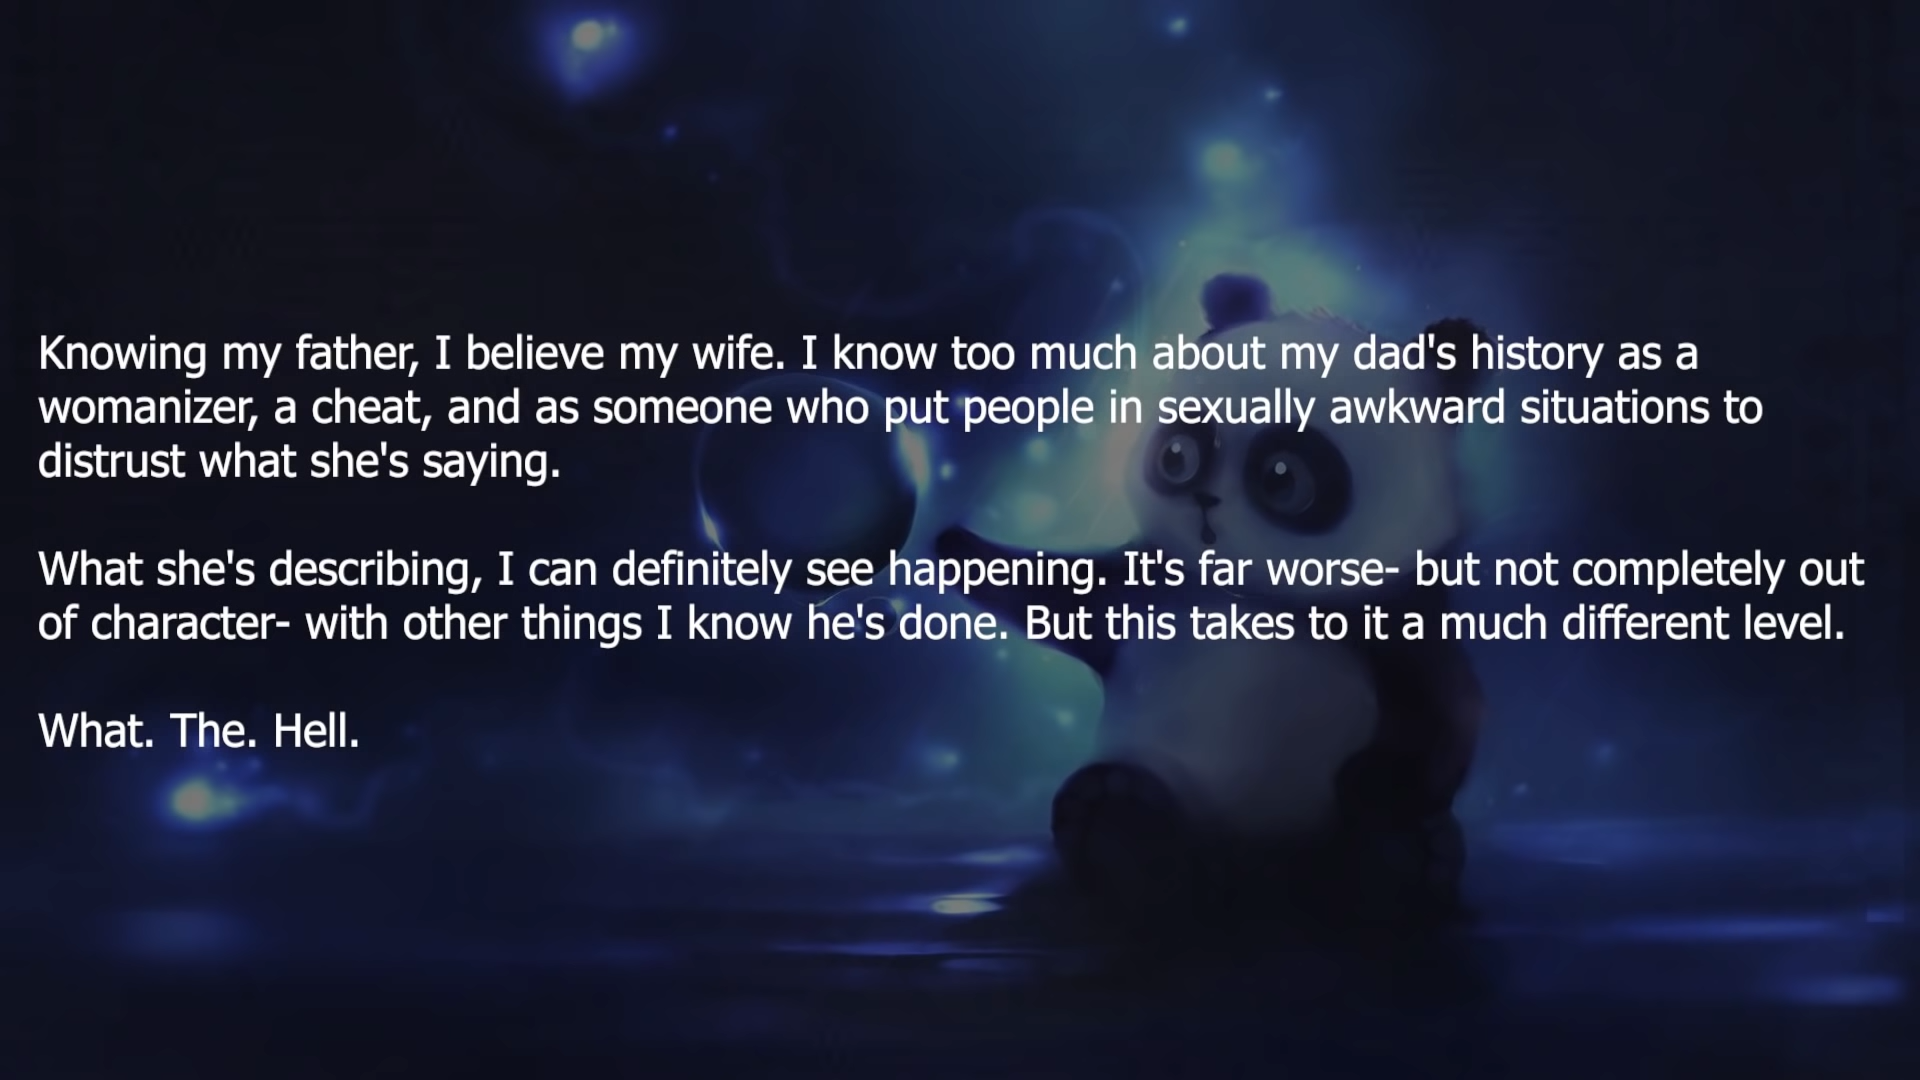 Knowing my father, I believe my wife. I know too much about my dad's history as a
womanizer, a cheat, and as someone who put people in sexually awkward situations to
distrust what she's saying.
What she's describing, I can definitely see happening. It's far worse- but not completely out
of character- with other things I know he's done. But this takes to it a much different level.
What. The. Hell.